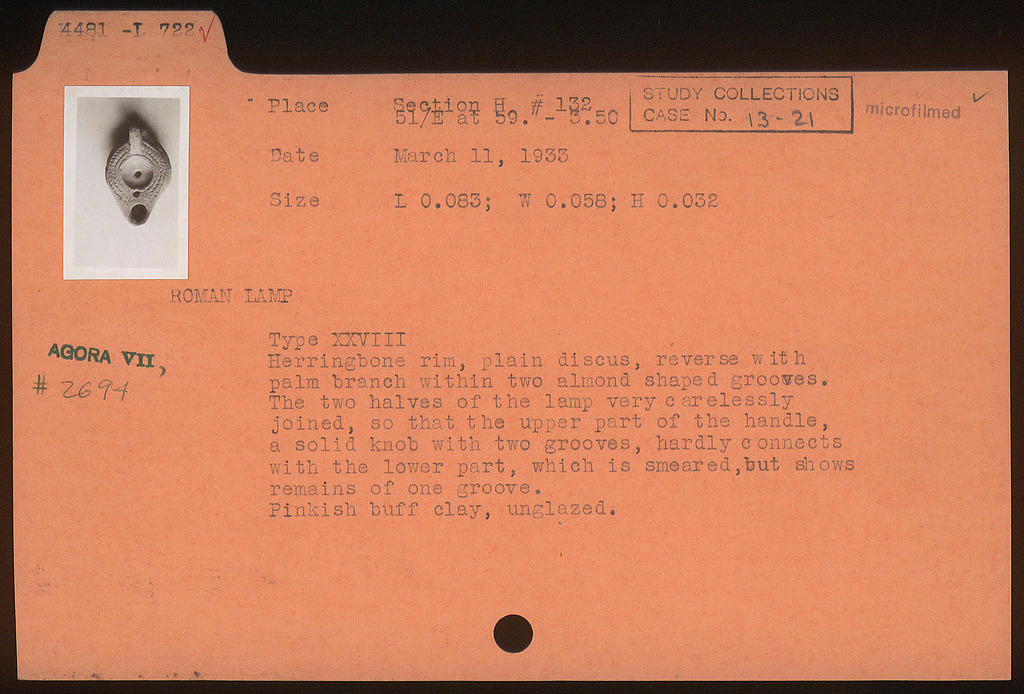 4481 -L 722 ✓
Place Section H # 132
51/E at 59. - 3.50
STUDY COLLECTIONS
CASE No. 13-21
microfilmed
Date March 11, 1933
Size L 0.083; W 0.058; H 0.032
ROMAN LAMP
AGORA VII,
# 2694
Type XXVIII
Herringbone rim, plain discus, reverse with
palm branch within two almond shaped grooves.
The two halves of the lamp very carelessly
joined, so that the upper part of the handle,
a solid knob with two grooves, hardly connects
with the lower part, which is smeared,but shows
remains of one groove.
Pinkish buff clay, unglazed.